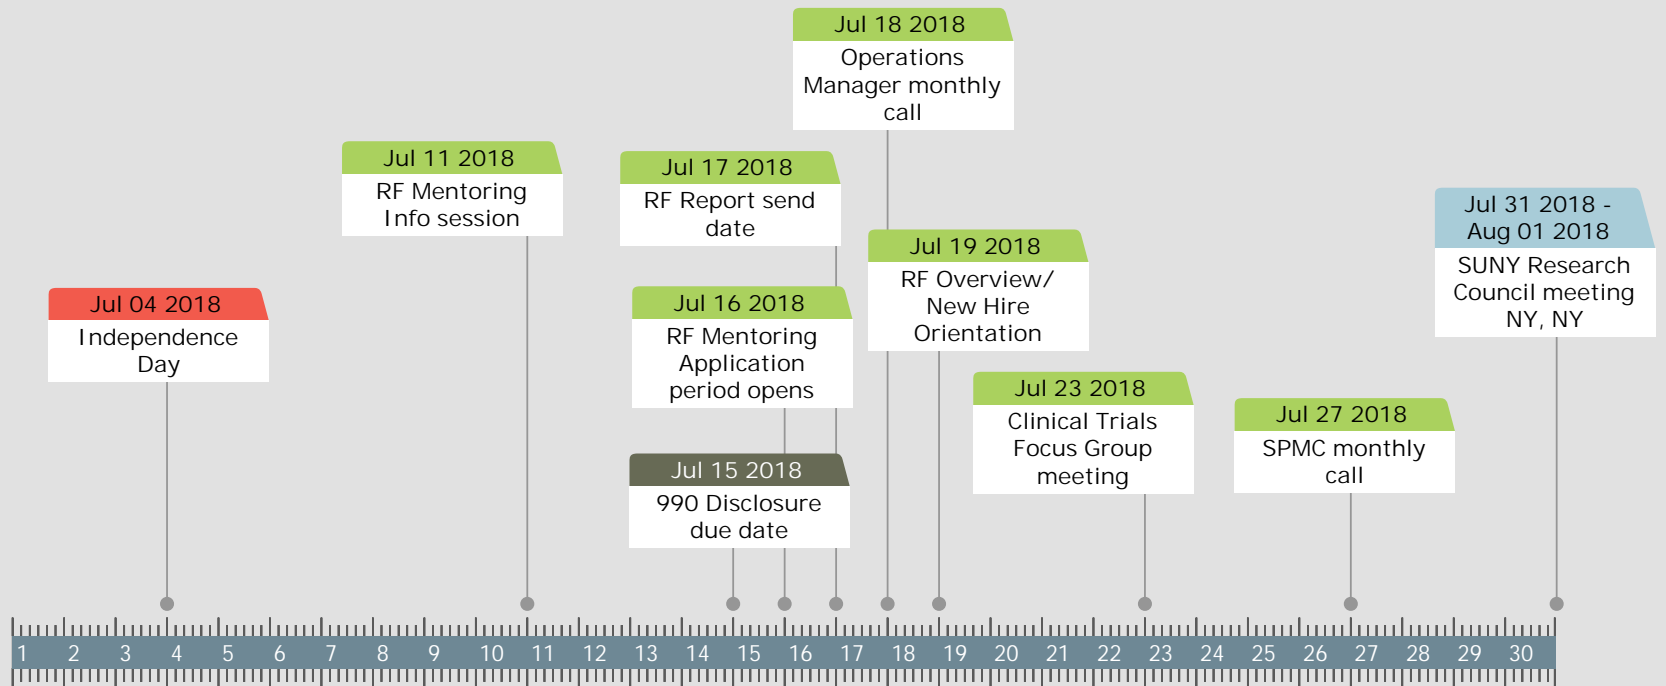 Jul 18 2018
Operations
Manager monthly
call
Jul 11 2018
RF Mentoring
Info session
Jul 17 2018
RF Report send
date
Jul 31 2018 -
Aug 01 2018
SUNY Research
Council meeting
NY, NY
Jul 19 2018
RF Overview/
New Hire
Orientation
Jul 04 2018
Independence
Day
Jul 16 2018
RF Mentoring
Application
period opens
Jul 23 2018
Clinical Trials
Focus Group
meeting
Jul 27 2018
SPMC monthly
call
Jul 15 2018
990 Disclosure
due date
1 2 3 4 5 6 7 8 9 10 11 12 13 14 15 16 17 18 19 20 21 22 23 24 25 26 27 28 29 30